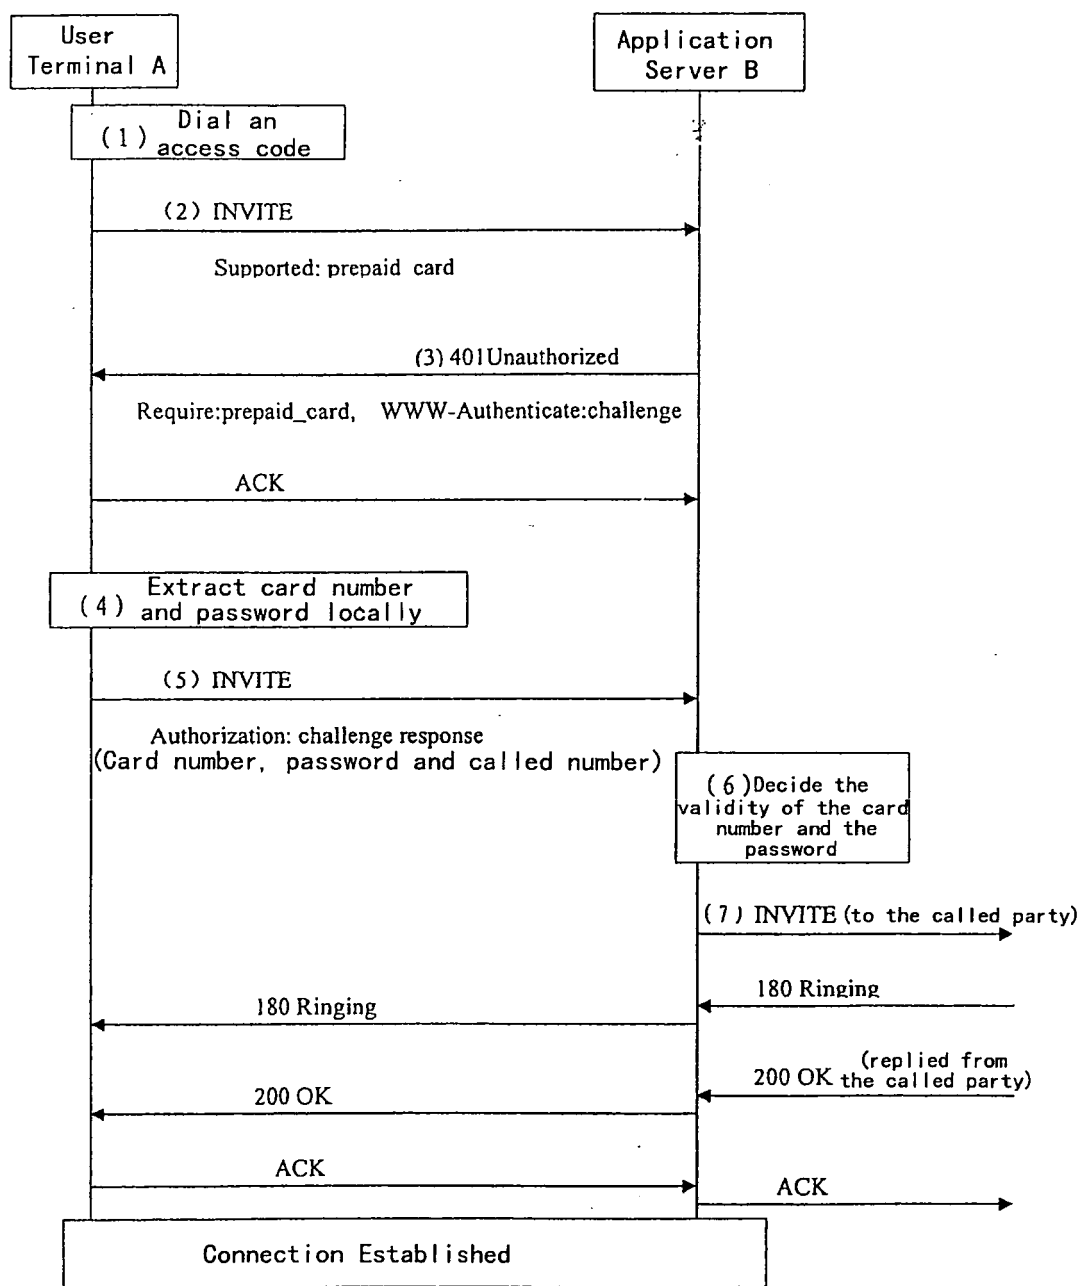 User
Terminal A
Application
Server B
(1) Dial an
access code
(2) INVITE
Supported: prepaid card
(3) 401Unauthorized
Require:prepaid_card, WWW-Authenticate:challenge
ACK
(4) Extract card number
and password locally
(5) INVITE
Authorization: challenge response
(Card number, password and called number)
(6)Decide the
validity of the card
number and the
password
(7) INVITE (to the called party)
180 Ringing
180 Ringing
(replied from
200 OK the called party)
200 OK
ACK
ACK
Connection Established